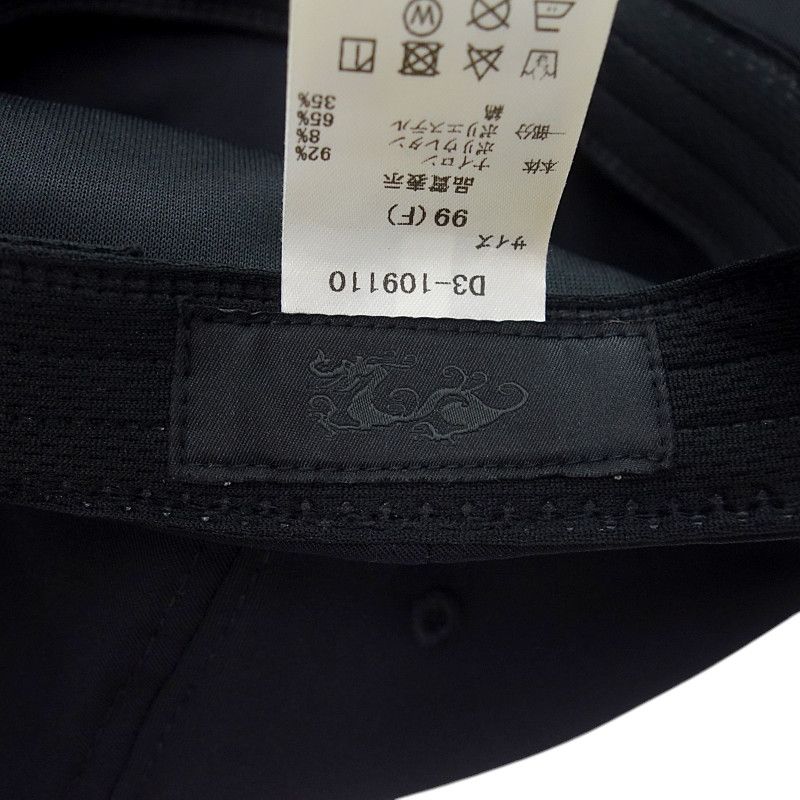 D3-109110
サイズ
99(F)
品質表示
本体 ナイロン 92%
ポリウレタン 8%
一部分 ポリエステル 65%
綿 35%
W